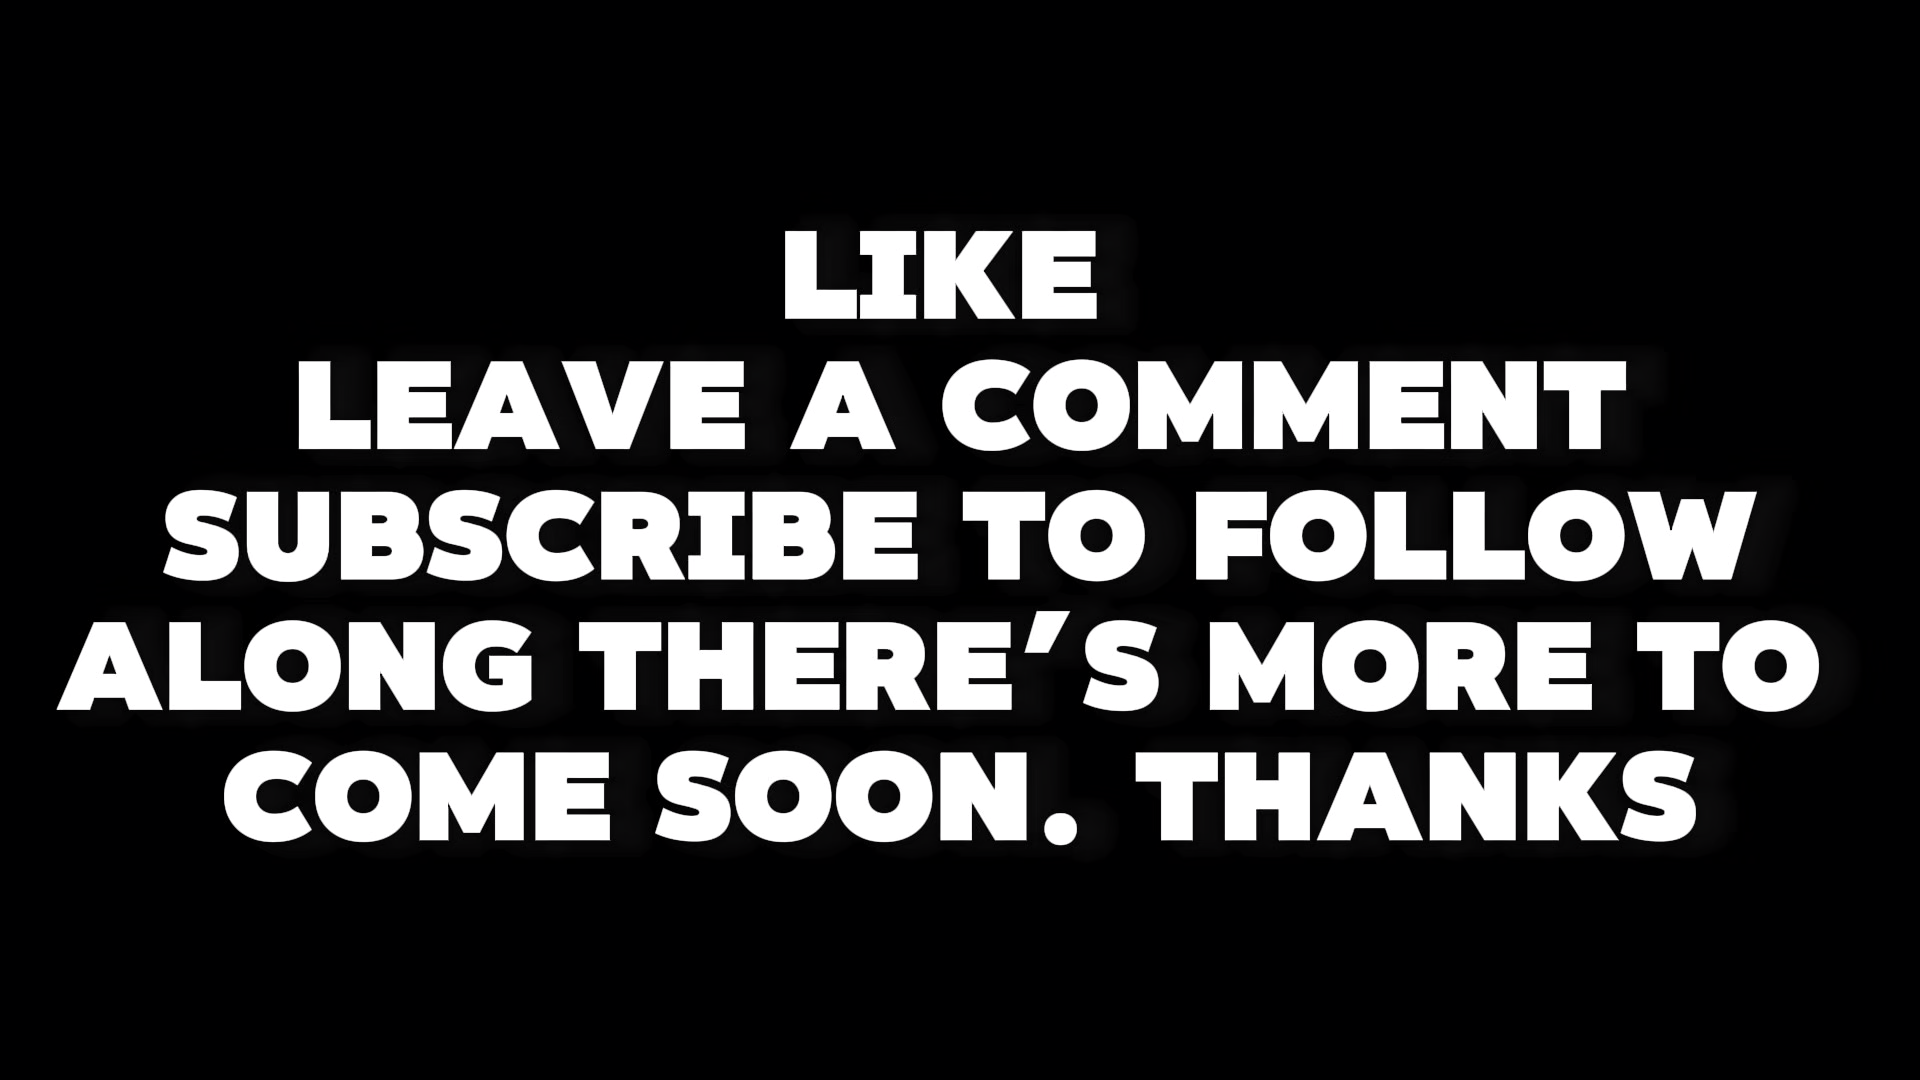 LIKE
LEAVE A COMMENT
SUBSCRIBE TO FOLLOW
ALONG THERE'S MORE TO
COME SOON. THANKS